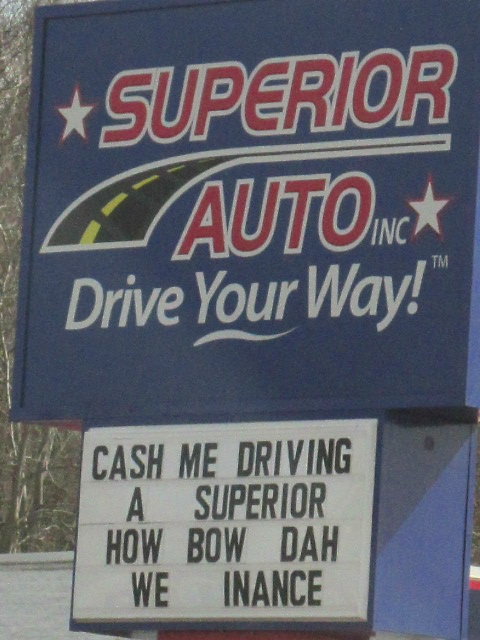 SUPERIOR
AUTO INC
Drive Your Way! ™
CASH ME DRIVING
A SUPERIOR
HOW BOW DAH
WE INANCE